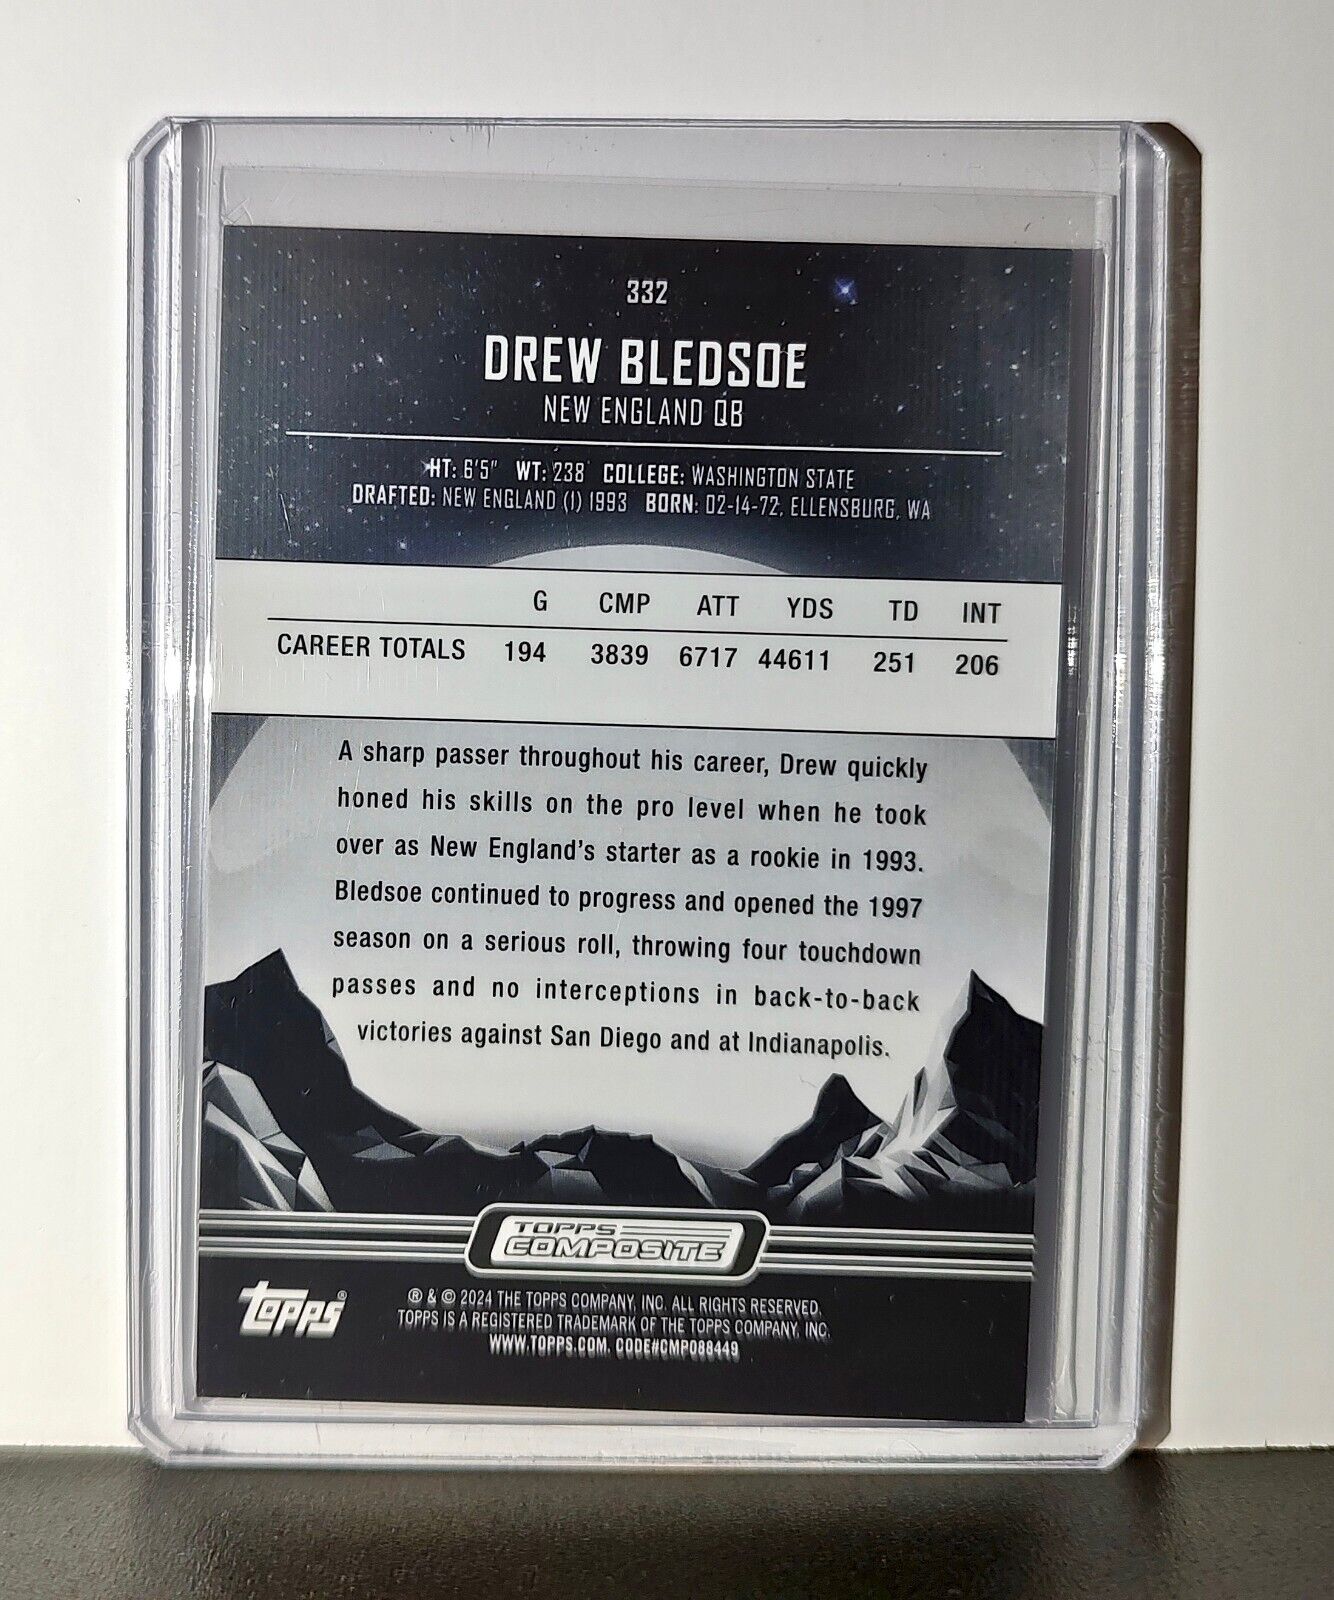 332
DREW BLEDSOE
NEW ENGLAND QB
HT: 6'5" WT: 238 COLLEGE: WASHINGTON STATE
DRAFTED: NEW ENGLAND (1) 1993 BORN: 02-14-72, ELLENSBURG, WA
G CMP ATT YDS TD INT
CAREER TOTALS 194 3839 6717 44611 251 206
A sharp passer throughout his career, Drew quickly
honed his skills on the pro level when he took
over as New England's starter as a rookie in 1993.
Bledsoe continued to progress and opened the 1997
season on a serious roll, throwing four touchdown
passes and no interceptions in back-to-back
victories against San Diego and at Indianapolis.
TOPPS
COMPOSITE
topps®
® & © 2024 THE TOPPS COMPANY, INC. ALL RIGHTS RESERVED.
TOPPS IS A REGISTERED TRADEMARK OF THE TOPPS COMPANY, INC.
WWW.TOPPS.COM. CODE#CMP088449